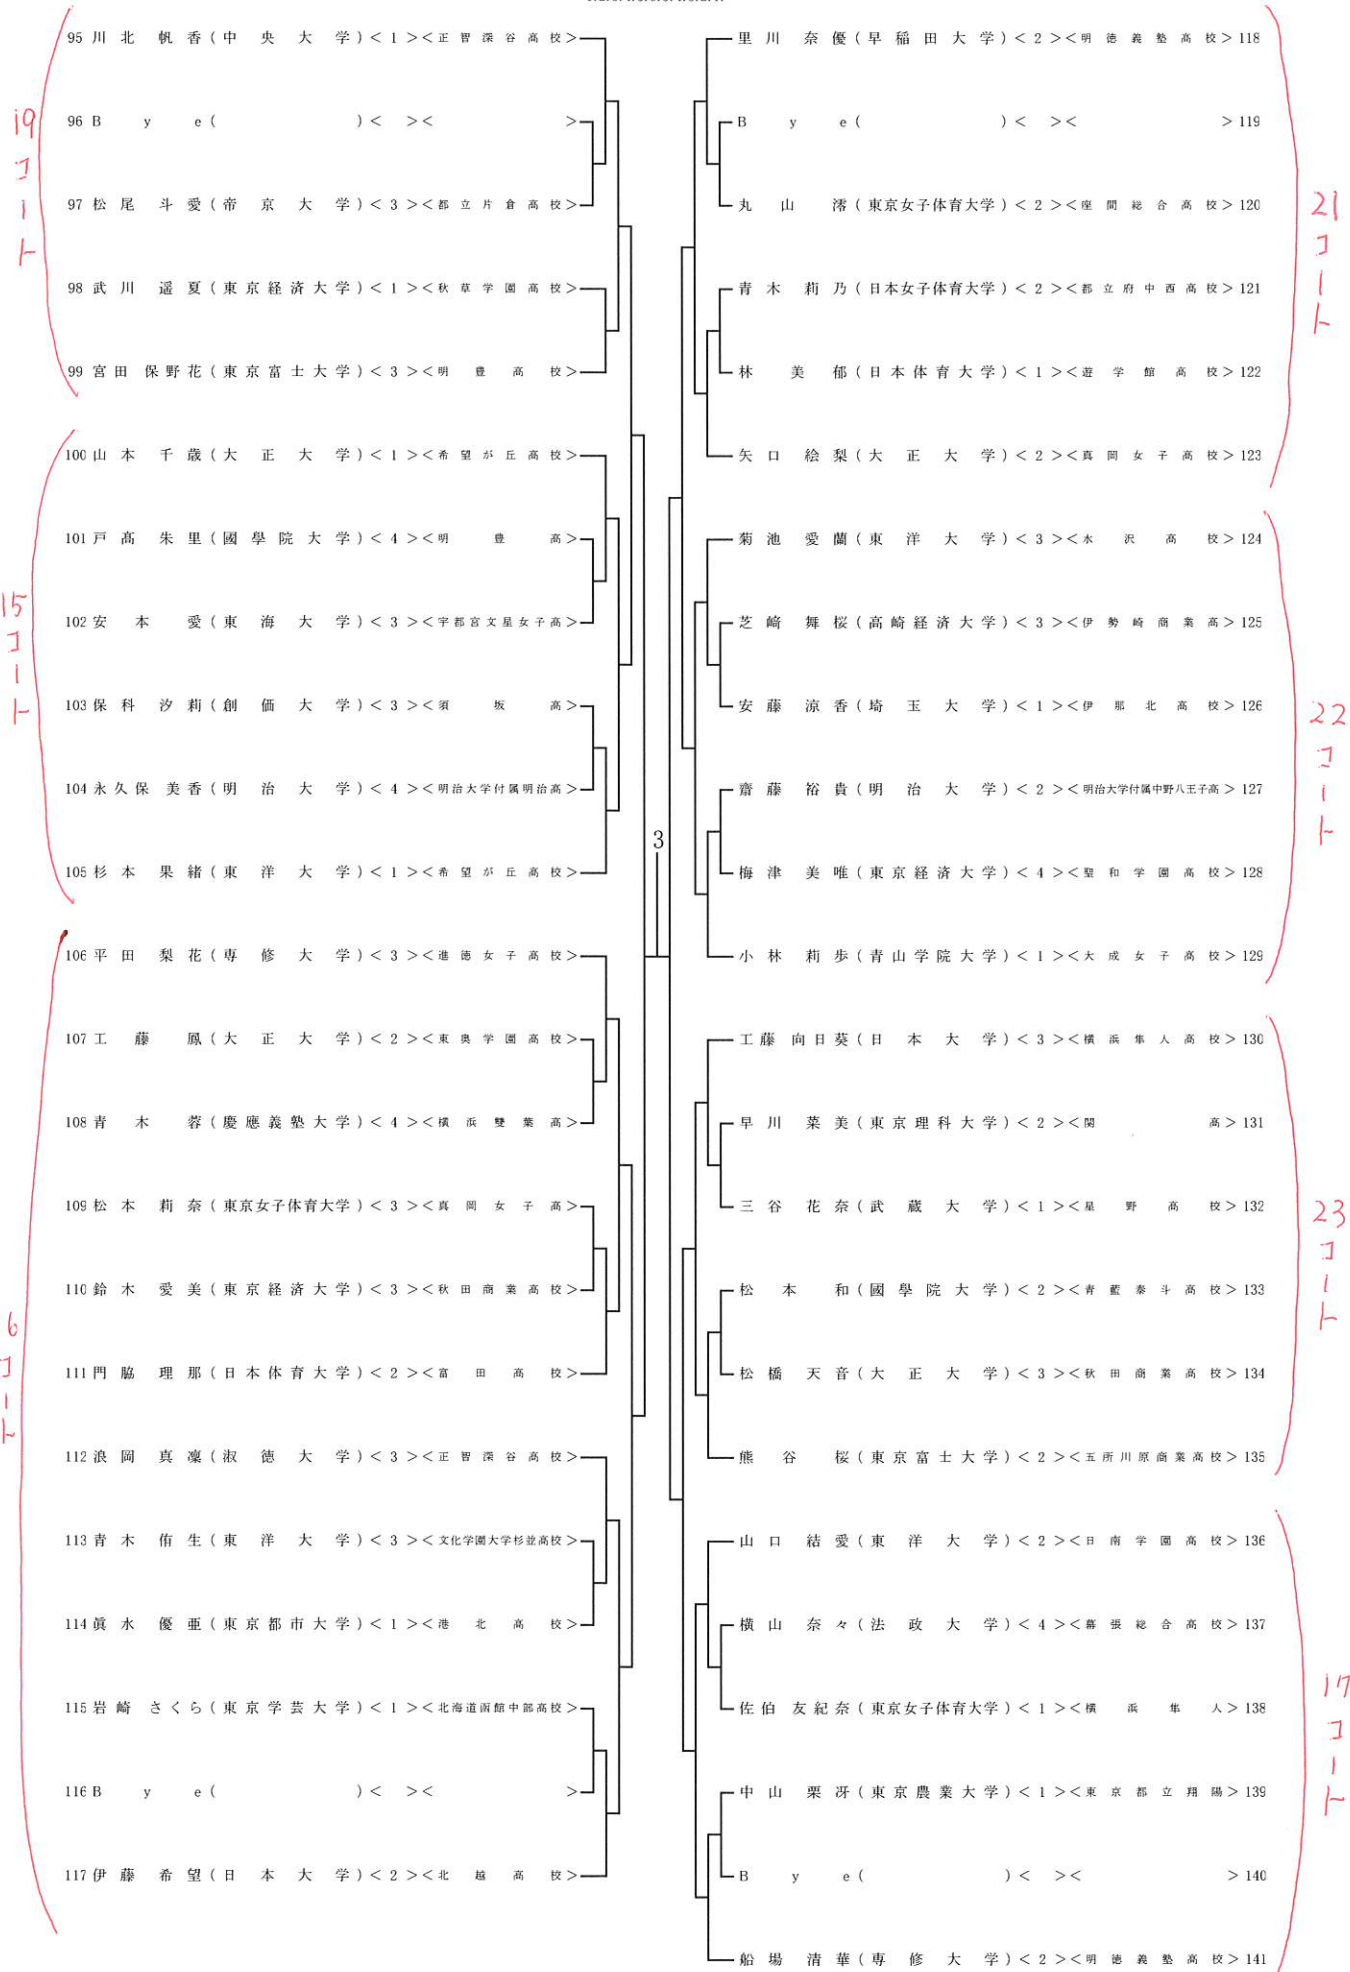 95 川北 帆香 (中央大学) < 1 > < 正智深谷高校 >
96 Bye ( ) < > < >
97 松尾 斗愛 (帝京大学) < 3 > < 都立片倉高校 >
98 武川 遥夏 (東京経済大学) < 1 > < 秋草学園高校 >
99 宮田 保野花 (東京富士大学) < 3 > < 明豊高校 >
19コート
100 山本 千歳 (大正大学) < 1 > < 希望が丘高校 >
101 戸髙 朱里 (國學院大学) < 4 > < 明豊高 >
102 安本 愛 (東海大学) < 3 > < 宇都宮文星女子高 >
103 保科 汐莉 (創価大学) < 3 > < 須坂高 >
104 永久保 美香 (明治大学) < 4 > < 明治大学付属明治高 >
105 杉本 果緒 (東洋大学) < 1 > < 希望が丘高校 >
15コート
106 平田 梨花 (専修大学) < 3 > < 進徳女子高校 >
107 工藤 鳳 (大正大学) < 2 > < 東奥学園高校 >
108 青木 蓉 (慶應義塾大学) < 4 > < 横浜雙葉高 >
109 松本 莉奈 (東京女子体育大学) < 3 > < 真岡女子高 >
110 鈴木 愛美 (東京経済大学) < 3 > < 秋田商業高校 >
111 門脇 理那 (日本体育大学) < 2 > < 富田高校 >
112 浪岡 真凜 (淑徳大学) < 3 > < 正智深谷高校 >
113 青木 侑生 (東洋大学) < 3 > < 文化学園大学杉並高校 >
114 眞水 優亜 (東京都市大学) < 1 > < 港北高校 >
115 岩崎 さくら (東京学芸大学) < 1 > < 北海道函館中部高校 >
116 Bye ( ) < > < >
117 伊藤 希望 (日本大学) < 2 > < 北越高校 >
6コート
3
里川 奈優 (早稲田大学) < 2 > < 明徳義塾高校 > 118
Bye ( ) < > < > 119
丸山 澪 (東京女子体育大学) < 2 > < 座間総合高校 > 120
青木 莉乃 (日本女子体育大学) < 2 > < 都立府中西高校 > 121
林 美郁 (日本体育大学) < 1 > < 遊学館高校 > 122
矢口 絵梨 (大正大学) < 2 > < 真岡女子高校 > 123
21コート
菊池 愛蘭 (東洋大学) < 3 > < 水沢高校 > 124
芝﨑 舞桜 (高崎経済大学) < 3 > < 伊勢崎商業高 > 125
安藤 涼香 (埼玉大学) < 1 > < 伊那北高校 > 126
齋藤 裕貴 (明治大学) < 2 > < 明治大学付属中野八王子高 > 127
梅津 美唯 (東京経済大学) < 4 > < 聖和学園高校 > 128
小林 莉歩 (青山学院大学) < 1 > < 大成女子高校 > 129
22コート
工藤 向日葵 (日本大学) < 3 > < 横浜隼人高校 > 130
早川 菜美 (東京理科大学) < 2 > < 関高 > 131
三谷 花奈 (武蔵大学) < 1 > < 星野高校 > 132
松本 和 (國學院大学) < 2 > < 青藍泰斗高校 > 133
松橋 天音 (大正大学) < 3 > < 秋田商業高校 > 134
熊谷 桜 (東京富士大学) < 2 > < 五所川原商業高校 > 135
23コート
山口 結愛 (東洋大学) < 2 > < 日南学園高校 > 136
横山 奈々 (法政大学) < 4 > < 幕張総合高校 > 137
佐伯 友紀奈 (東京女子体育大学) < 1 > < 横浜隼人 > 138
中山 栗冴 (東京農業大学) < 1 > < 東京都立翔陽 > 139
Bye ( ) < > < > 140
船場 清華 (専修大学) < 2 > < 明徳義塾高校 > 141
17コート